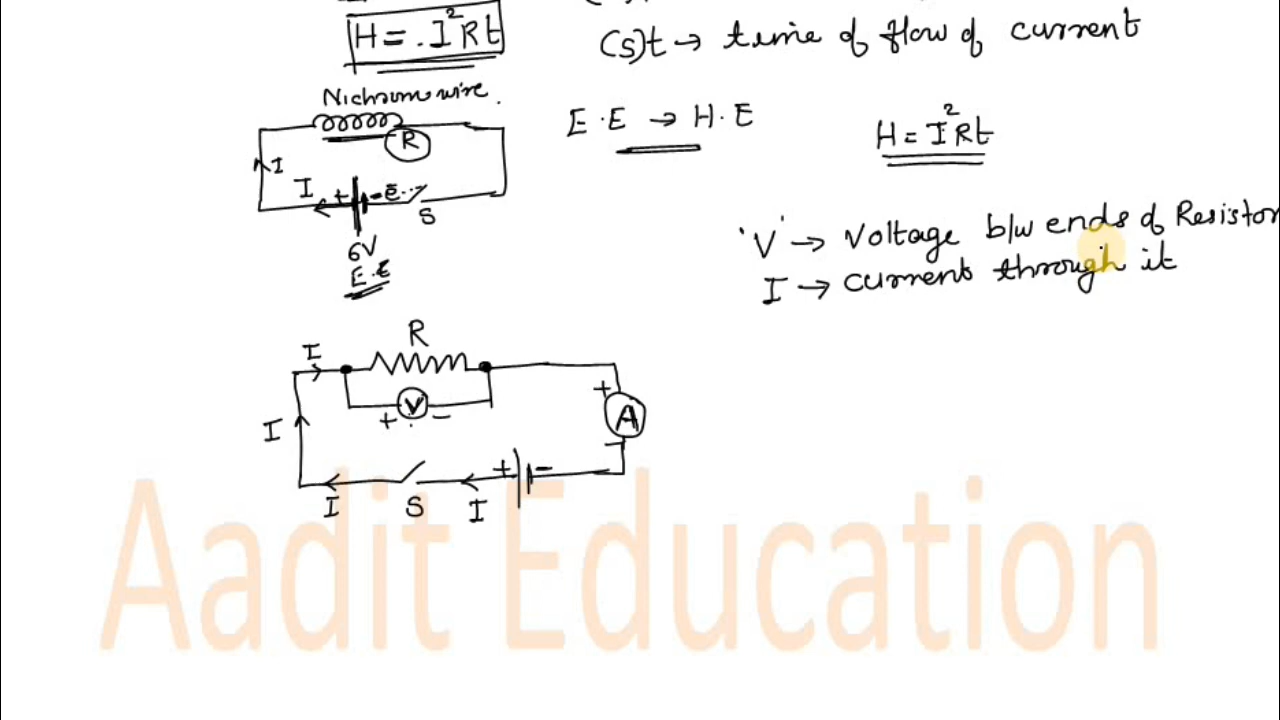 H = .I²Rt
(s)t → time of flow of current
Nichrome wire.
R
I
I
+
-ē...
S
6V
E.E
E.E → H.E
H = I²Rt
'V' → Voltage b/w ends of Resistor
I → current through it
R
I
+ V -
I
+
A
-
I
S
I
+ -
Aadit Education